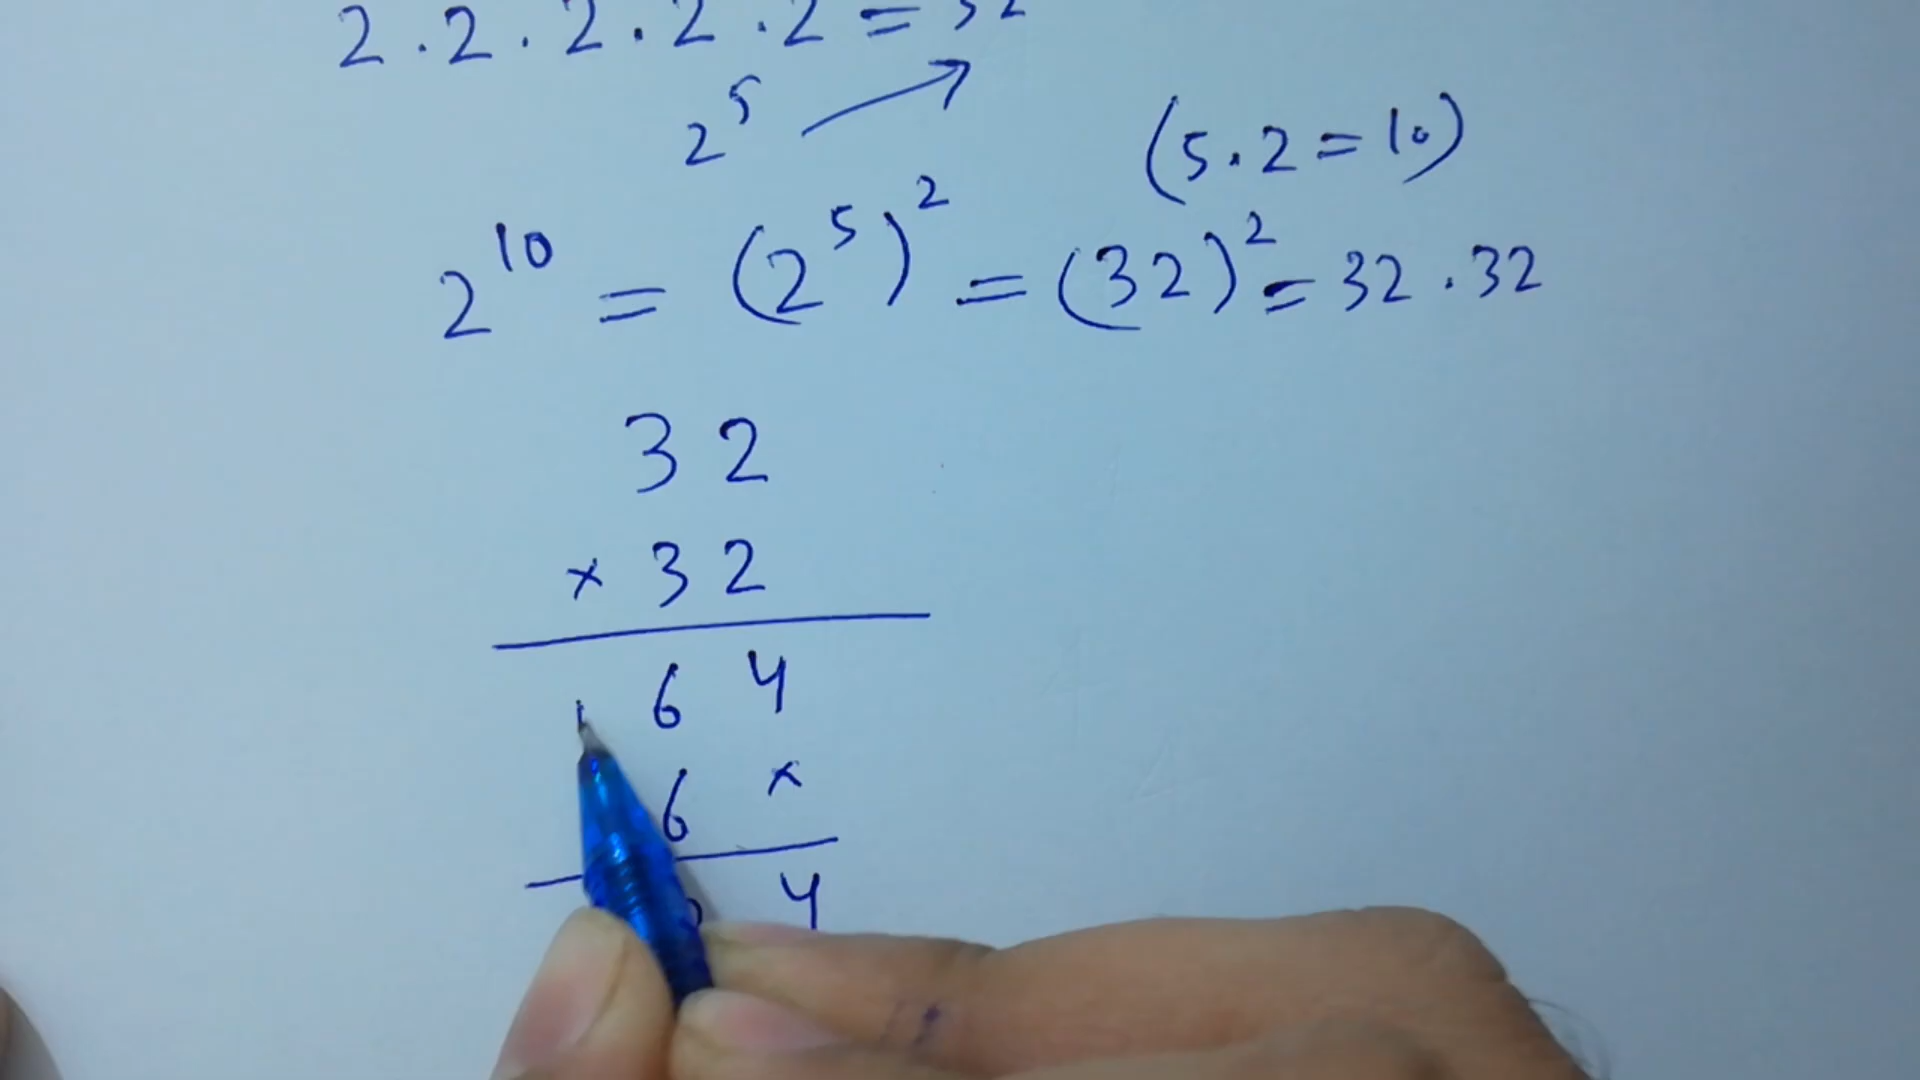 2 . 2 . 2 . 2 . 2 = 32
2^5
(5 . 2 = 10)
2^10 = (2^5)^2 = (32)^2 = 32 . 32
32
× 32
1
64
6 ×
4